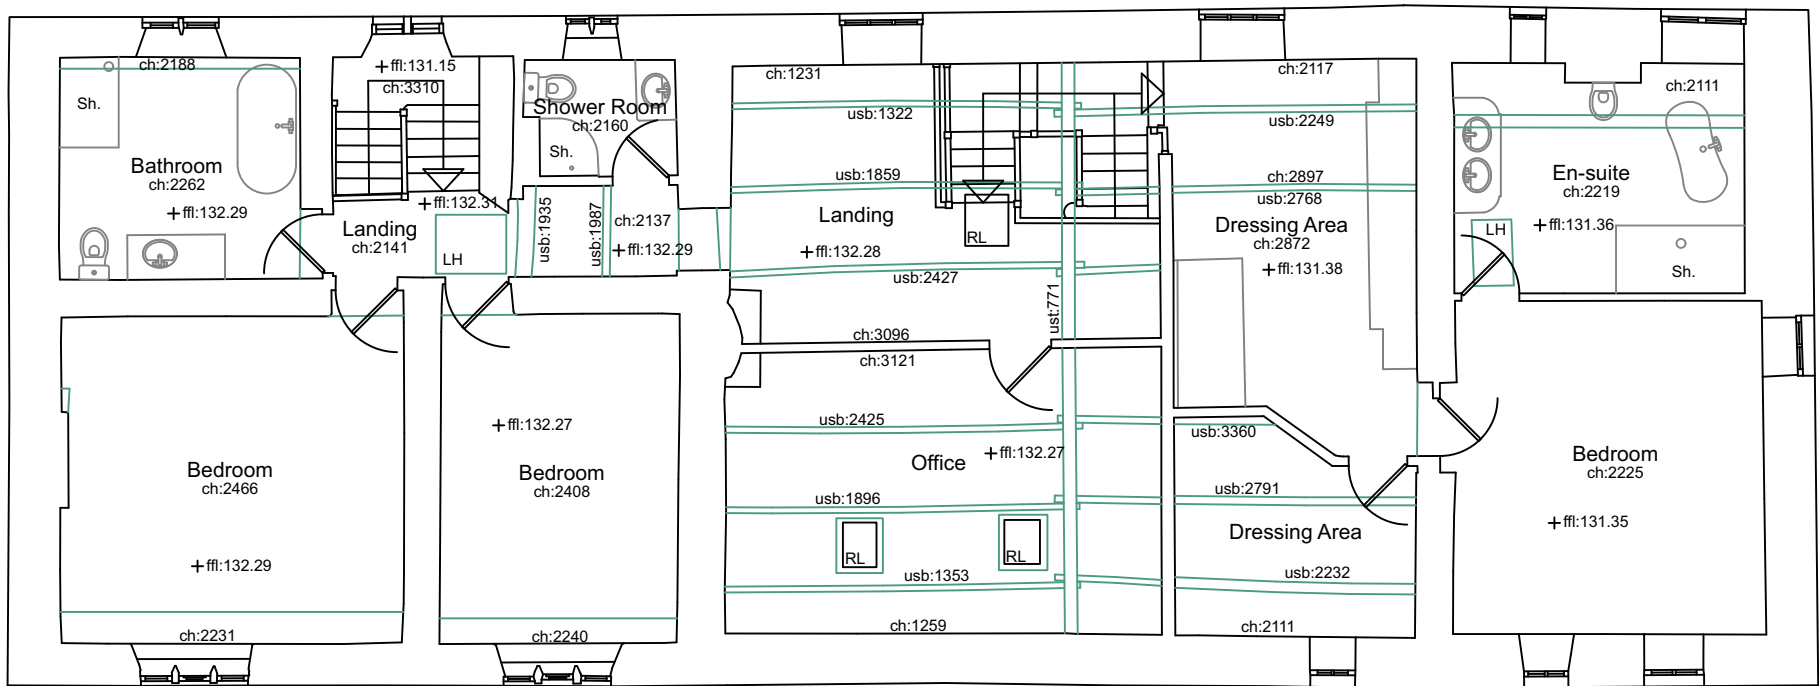 ch:2188
Sh.
Bathroom
ch:2262
ffl:132.29
ffl:131.15
ch:3310
ffl:132.31
Landing
ch:2141
LH
Shower Room
ch:2160
Sh.
usb:1935
usb:1987
ch:2137
ffl:132.29
ch:1231
usb:1322
usb:1859
Landing
ffl:132.28
RL
usb:2427
ust:771
ch:3096
ch:2117
usb:2249
ch:2897
usb:2768
Dressing Area
ch:2872
ffl:131.38
ch:2111
En-suite
ch:2219
ffl:131.36
LH
Sh.
Bedroom
ch:2466
ffl:132.29
ch:2231
ffl:132.27
Bedroom
ch:2408
ch:2240
ch:3121
usb:2425
Office
ffl:132.27
usb:1896
RL
RL
usb:1353
ch:1259
usb:3360
usb:2791
Dressing Area
usb:2232
ch:2111
Bedroom
ch:2225
ffl:131.35